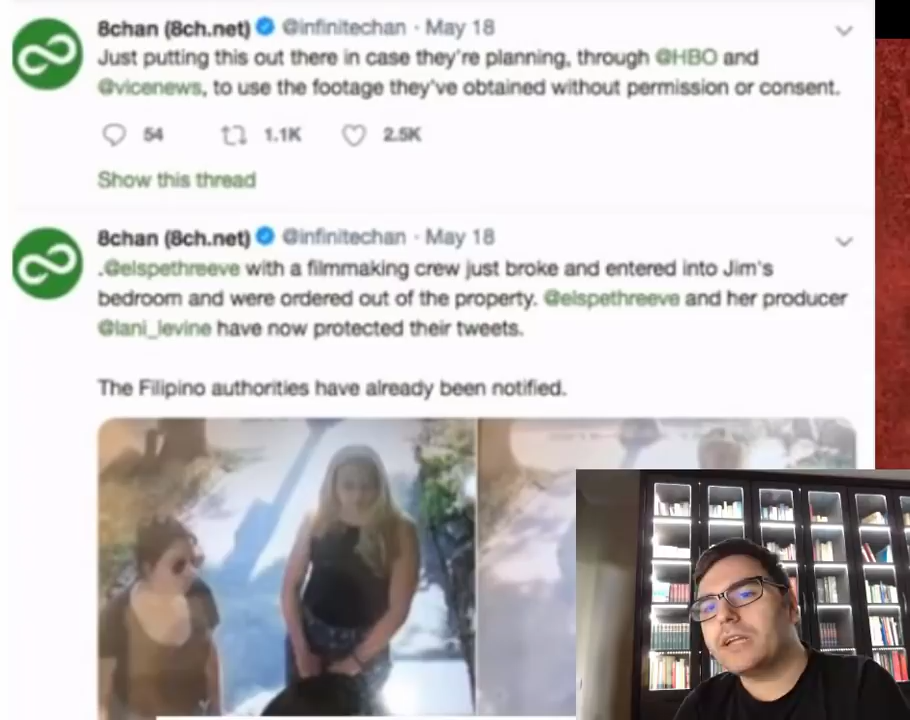 8chan (8ch.net) @infinitechan · May 18
Just putting this out there in case they're planning, through @HBO and
@vicenews, to use the footage they've obtained without permission or consent.
54 1.1K 2.5K
Show this thread
8chan (8ch.net) @infinitechan · May 18
.@elspethreeve with a filmmaking crew just broke and entered into Jim's
bedroom and were ordered out of the property. @elspethreeve and her producer
@lani_levine have now protected their tweets.
The Filipino authorities have already been notified.